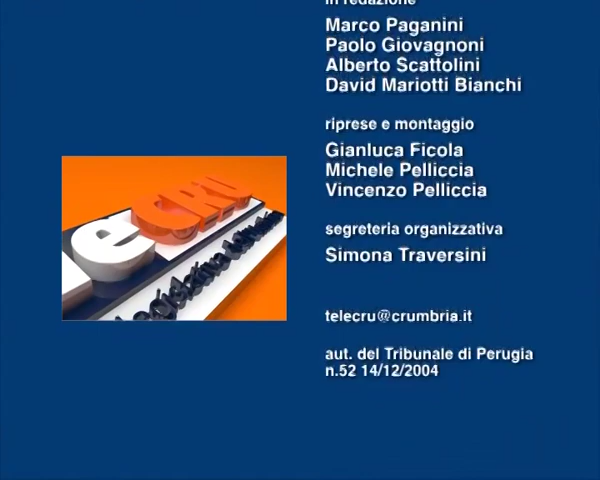 in redazione
Marco Paganini
Paolo Giovagnoni
Alberto Scattolini
David Mariotti Bianchi
riprese e montaggio
Gianluca Ficola
Michele Pelliccia
Vincenzo Pelliccia
segreteria organizzativa
Simona Traversini
telecru@crumbria.it
aut. del Tribunale di Perugia
n.52 14/12/2004
eCRU